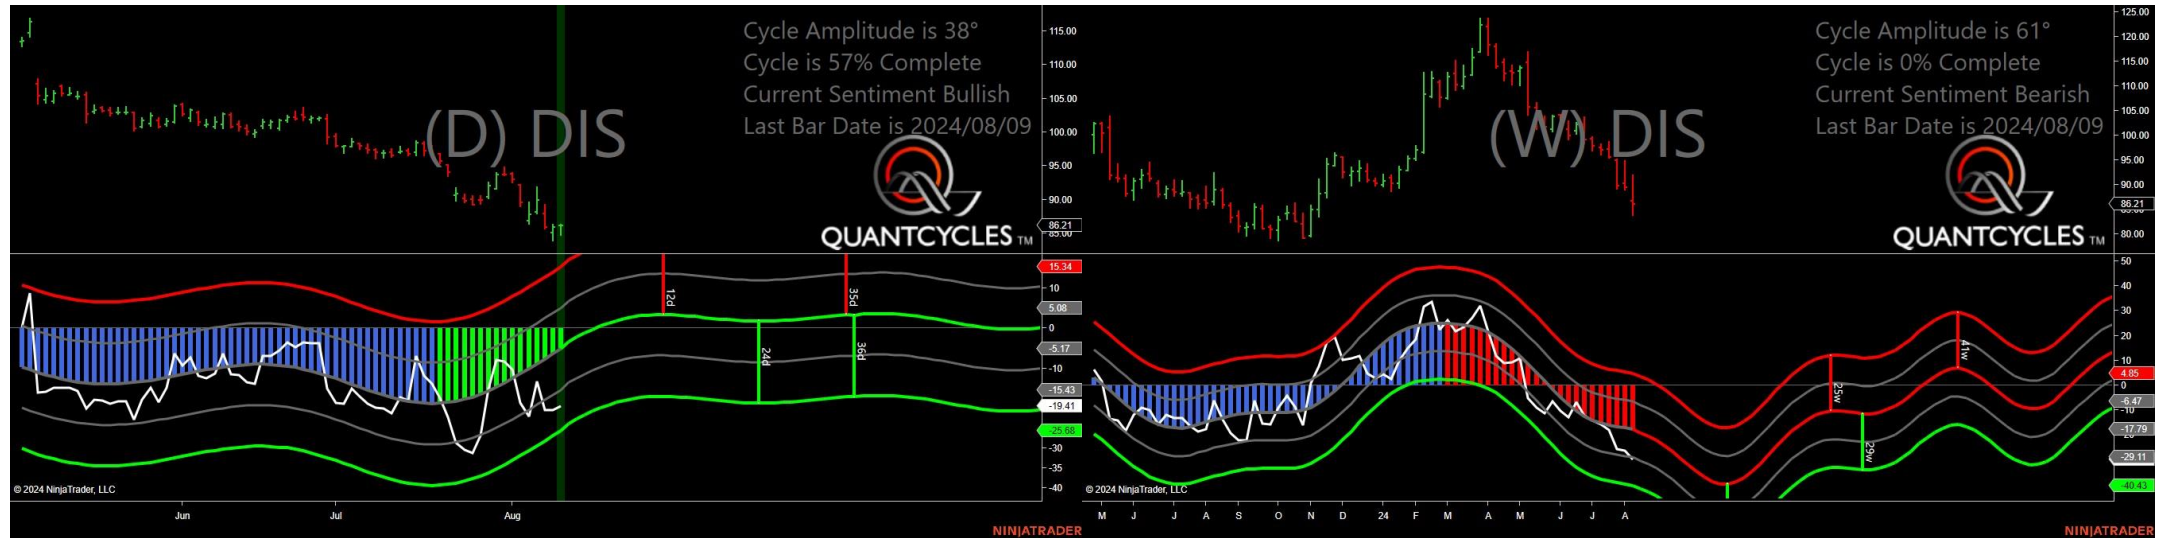 Cycle Amplitude is 38°
Cycle is 57% Complete
Current Sentiment Bullish
Last Bar Date is 2024/08/09
(D) DIS
QUANTCYCLES TM
115.00
110.00
105.00
100.00
95.00
90.00
86.21
85.00
15.34
10
5.08
0
-5.17
-10
-15.43
-19.41
-25.68
-30
-35
-40
12d
35d
24d
36d
© 2024 NinjaTrader, LLC
Jun
Jul
Aug
NINJATRADER
Cycle Amplitude is 61°
Cycle is 0% Complete
Current Sentiment Bearish
Last Bar Date is 2024/08/09
(W) DIS
QUANTCYCLES TM
125.00
120.00
115.00
110.00
105.00
100.00
95.00
90.00
86.21
80.00
50
40
30
20
10
4.85
0
-6.47
-10
-17.79
-29.11
-40.43
25w
41w
29w
© 2024 NinjaTrader, LLC
M J J A S O N D 24 F M A M J J A
NINJATRADER